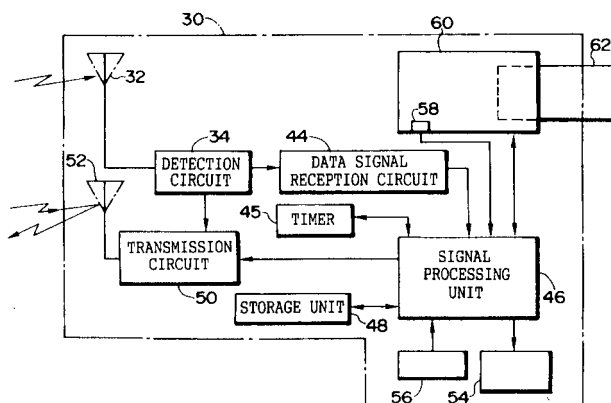 30
60
62
32
58
34
44
DETECTION
CIRCUIT
DATA SIGNAL
RECEPTION CIRCUIT
52
45
TIMER
TRANSMISSION
CIRCUIT
50
SIGNAL
PROCESSING
UNIT
46
STORAGE UNIT
48
56
54